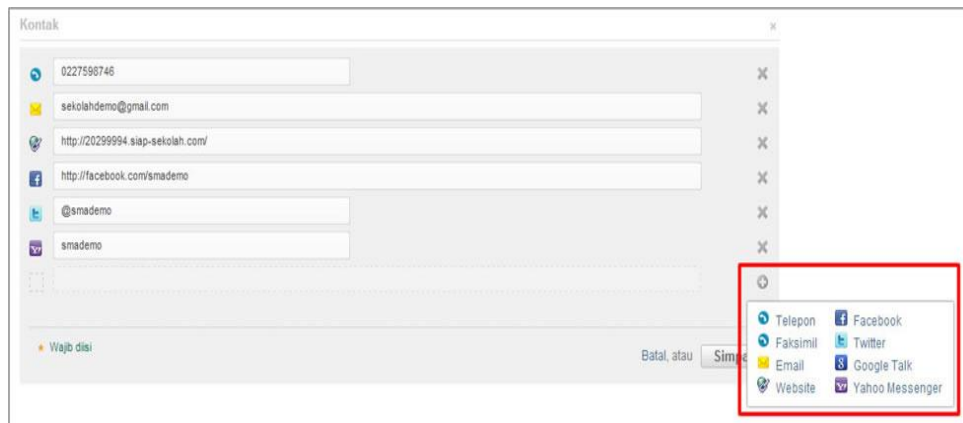 Kontak
0227598746
sekolahdemo@gmail.com
http://20299994.siap-sekolah.com/
http://facebook.com/smademo
@smademo
smademo
Telepon Facebook
Faksimil Twitter
Email Google Talk
Website Yahoo Messenger
* Wajib diisi
Batal, atau Simpa